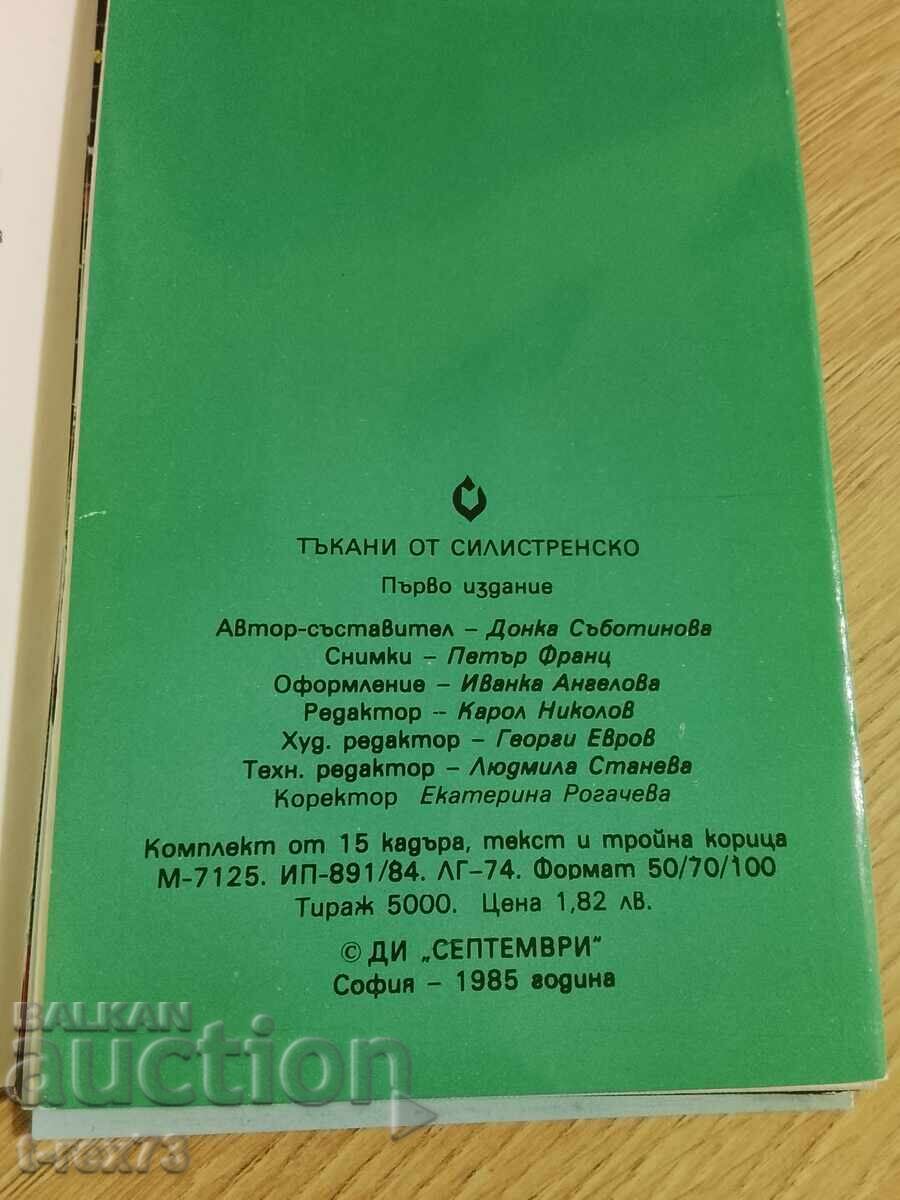 ТЪКАНИ ОТ СИЛИСТРЕНСКО
Първо издание
Автор-съставител – Донка Съботинова
Снимки – Петър Франц
Оформление – Иванка Ангелова
Редактор – Карол Николов
Худ. редактор – Георги Евров
Техн. редактор – Людмила Станева
Коректор Екатерина Рогачева
Комплект от 15 кадъра, текст и тройна корица
М-7125. ИП-891/84. ЛГ-74. Формат 50/70/100
Тираж 5000. Цена 1,82 лв.
© ДИ „СЕПТЕМВРИ"
София – 1985 година
BALKAN
auction
t-rex73